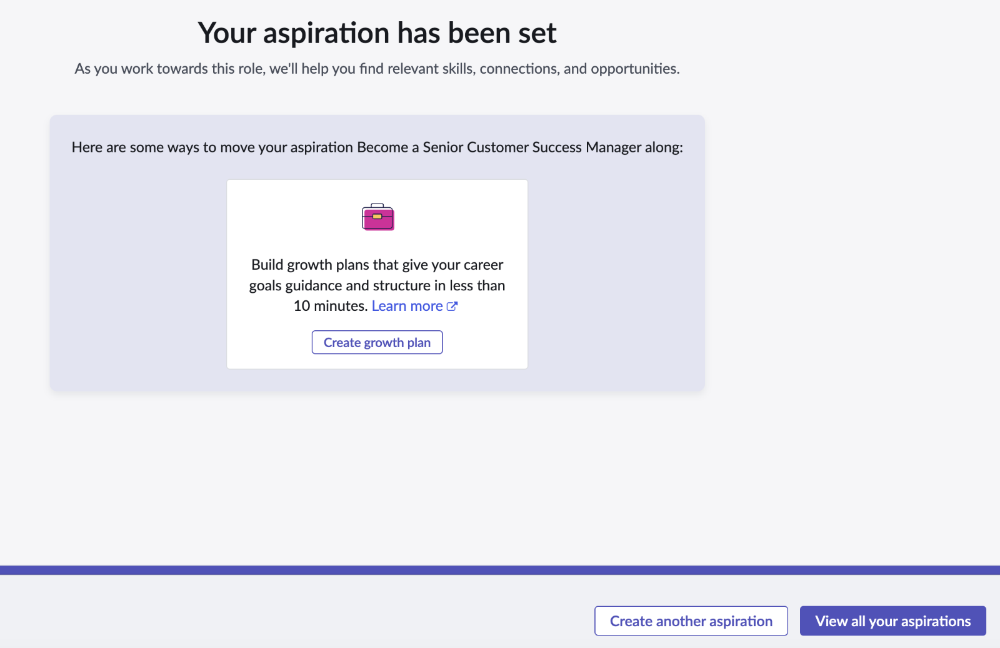 Your aspiration has been set
As you work towards this role, we'll help you find relevant skills, connections, and opportunities.
Here are some ways to move your aspiration Become a Senior Customer Success Manager along:
Build growth plans that give your career
goals guidance and structure in less than
10 minutes. Learn more
Create growth plan
Create another aspiration
View all your aspirations